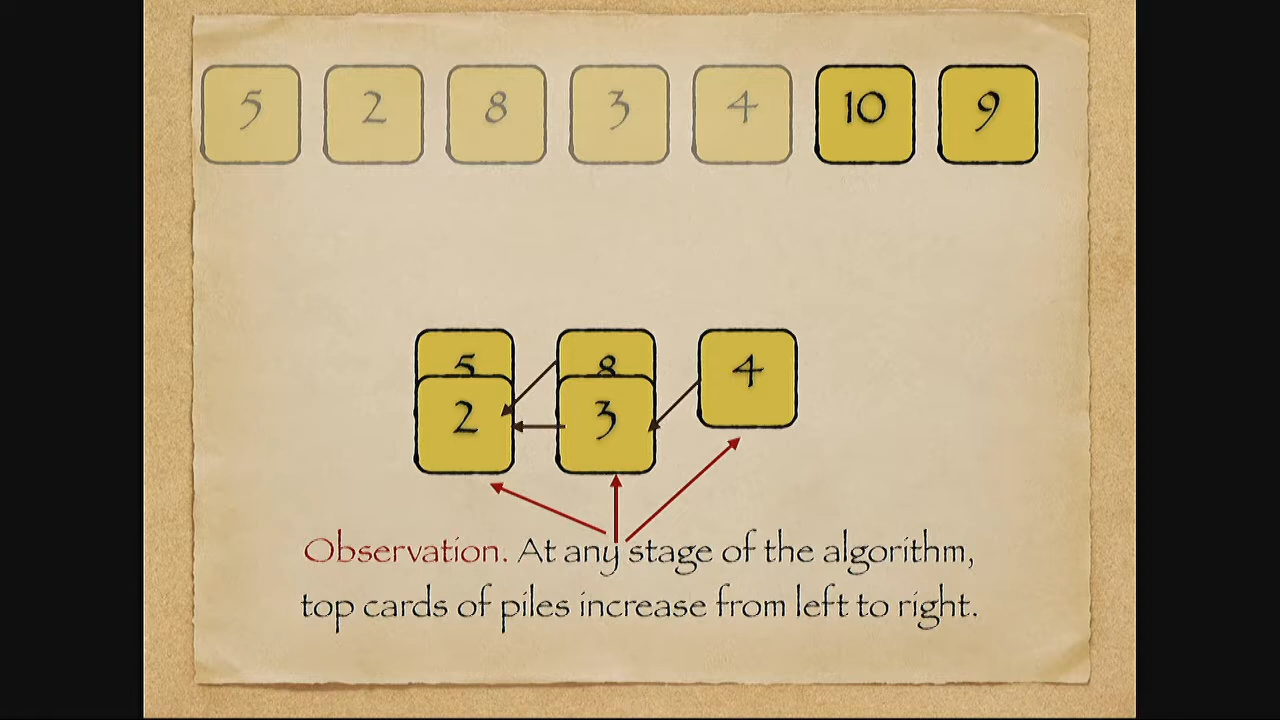 5 2 8 3 4 10 9
5 8 4
2 3
Observation. At any stage of the algorithm,
top cards of piles increase from left to right.